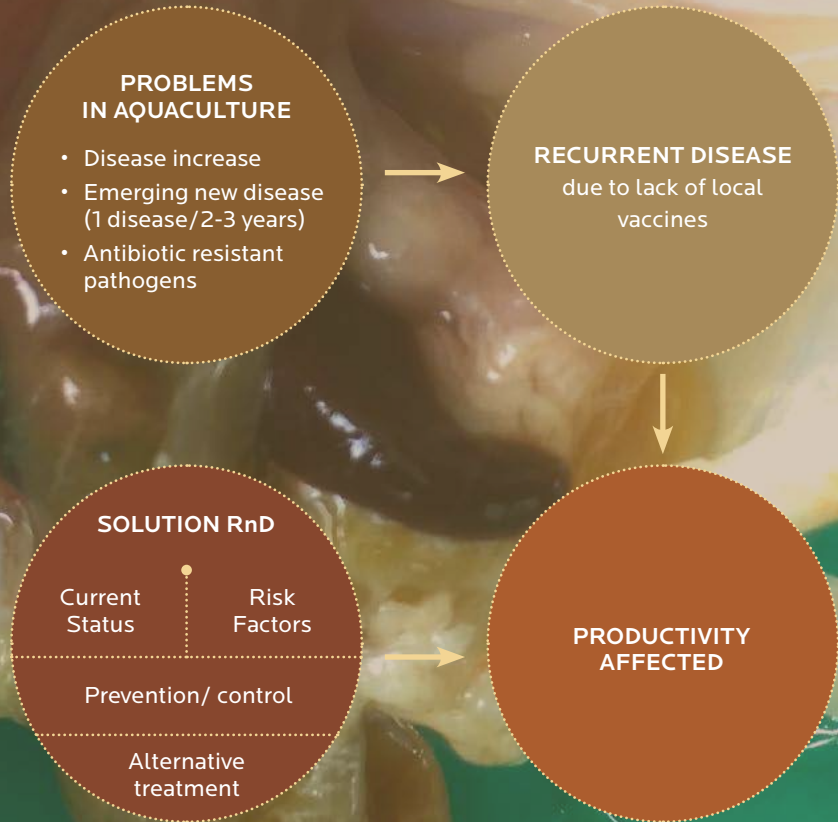 PROBLEMS
IN AQUACULTURE
• Disease increase
• Emerging new disease
(1 disease/2-3 years)
• Antibiotic resistant
pathogens
RECURRENT DISEASE
due to lack of local
vaccines
SOLUTION RnD
Current
Status
Risk
Factors
Prevention/ control
Alternative
treatment
PRODUCTIVITY
AFFECTED